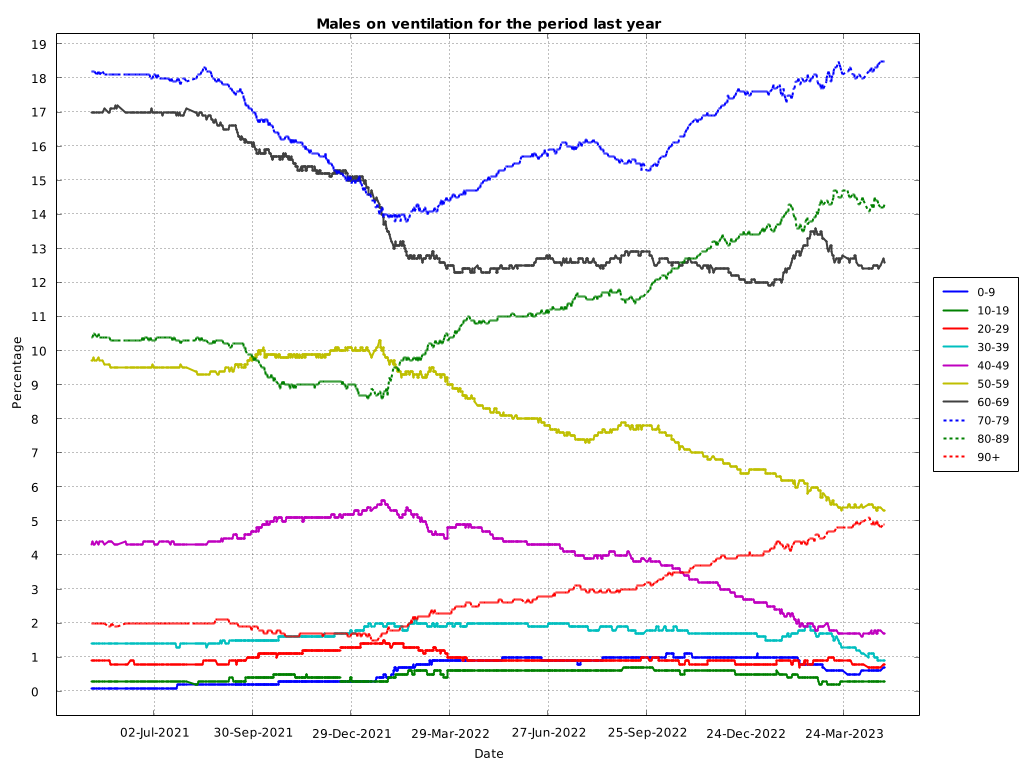 Males on ventilation for the period last year
19
18
17
16
15
14
13
12
11
10
9
8
7
6
5
4
3
2
1
0
Percentage
02-Jul-2021
30-Sep-2021
29-Dec-2021
29-Mar-2022
27-Jun-2022
25-Sep-2022
24-Dec-2022
24-Mar-2023
Date
0-9
10-19
20-29
30-39
40-49
50-59
60-69
70-79
80-89
90+